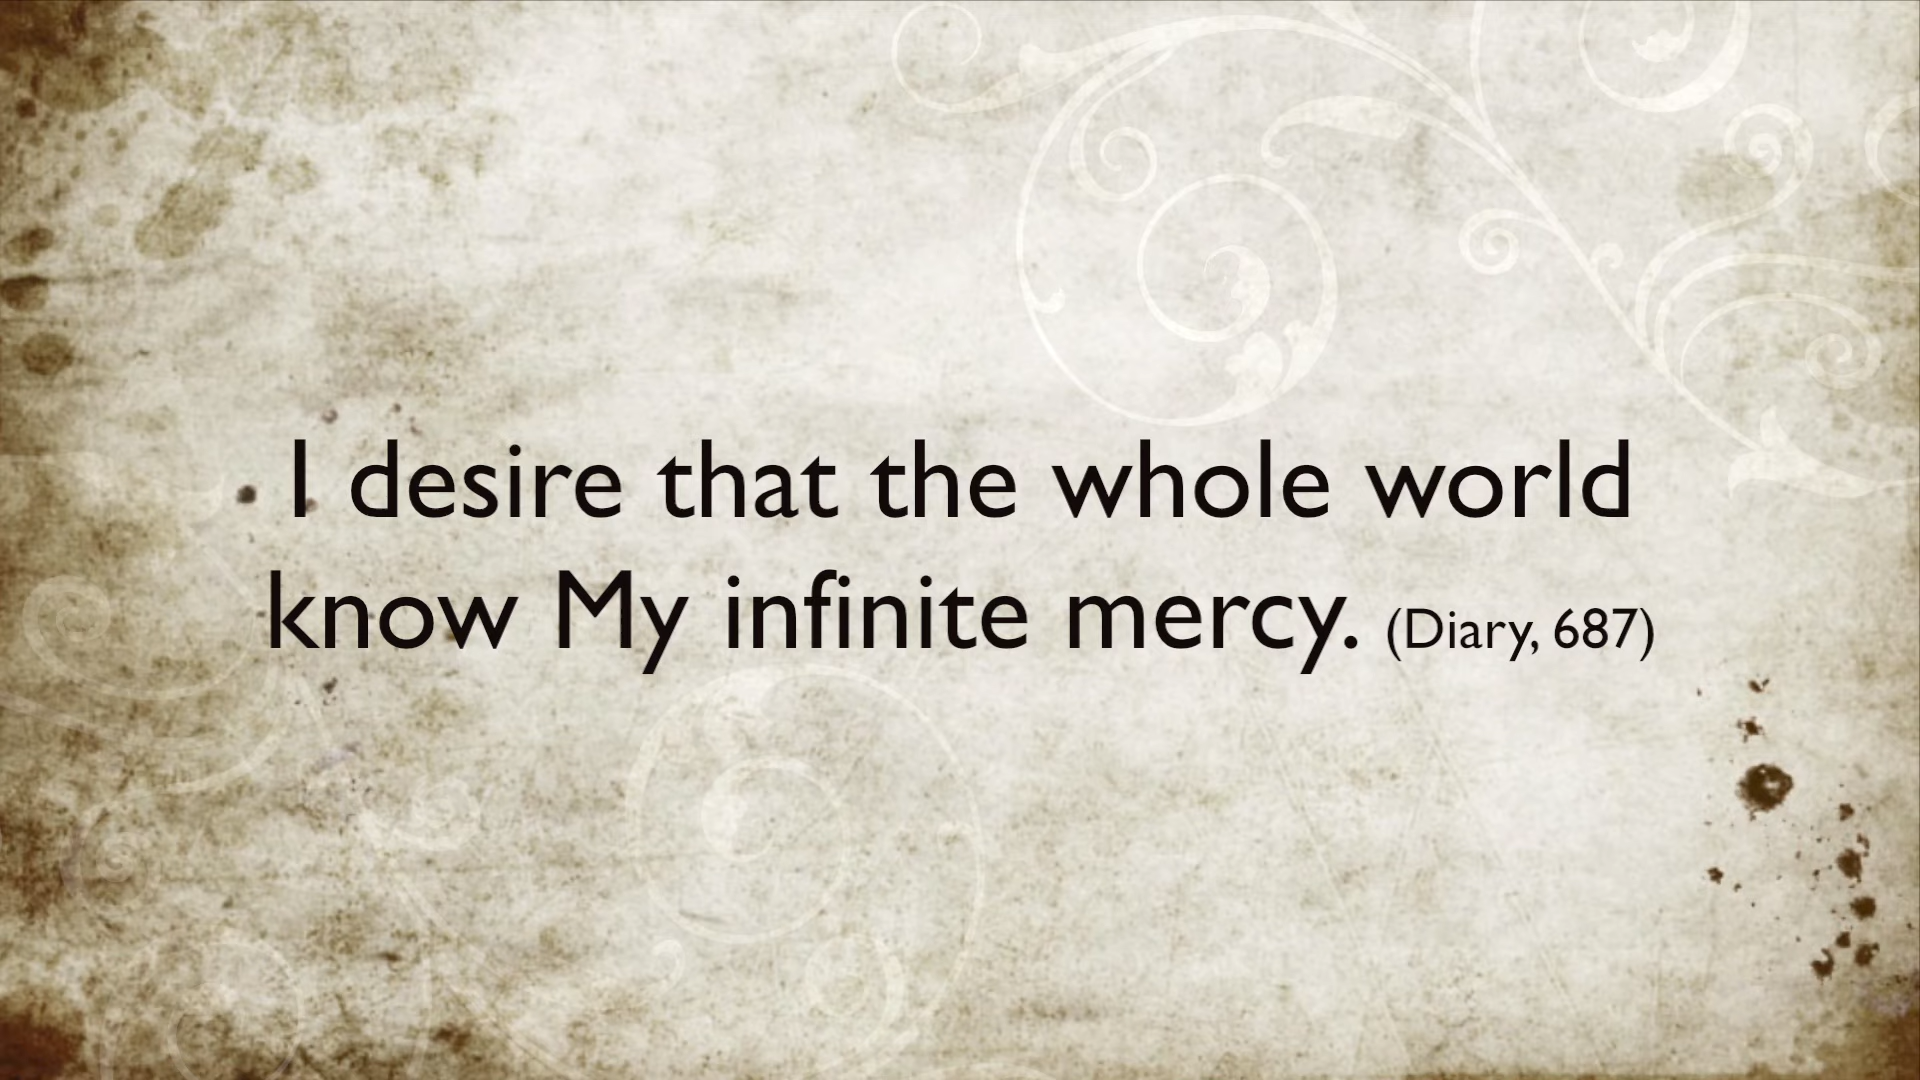 I desire that the whole world
know My infinite mercy. (Diary, 687)